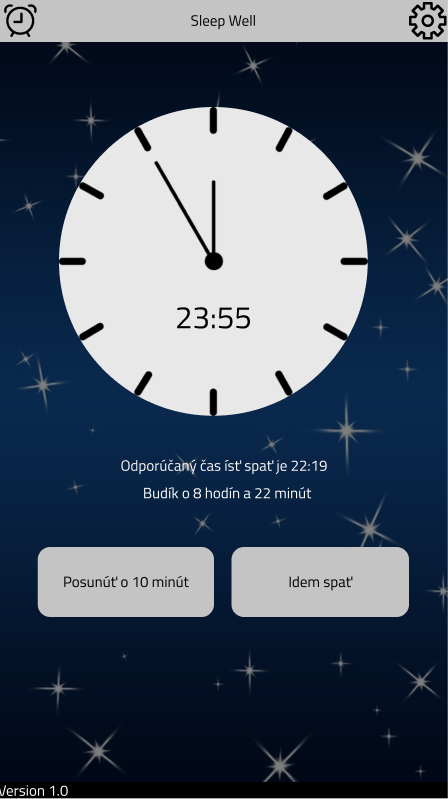 Sleep Well
23:55
Odporúčaný čas ísť spať je 22:19
Budík o 8 hodín a 22 minút
Posunúť o 10 minút
Idem spať
Version 1.0